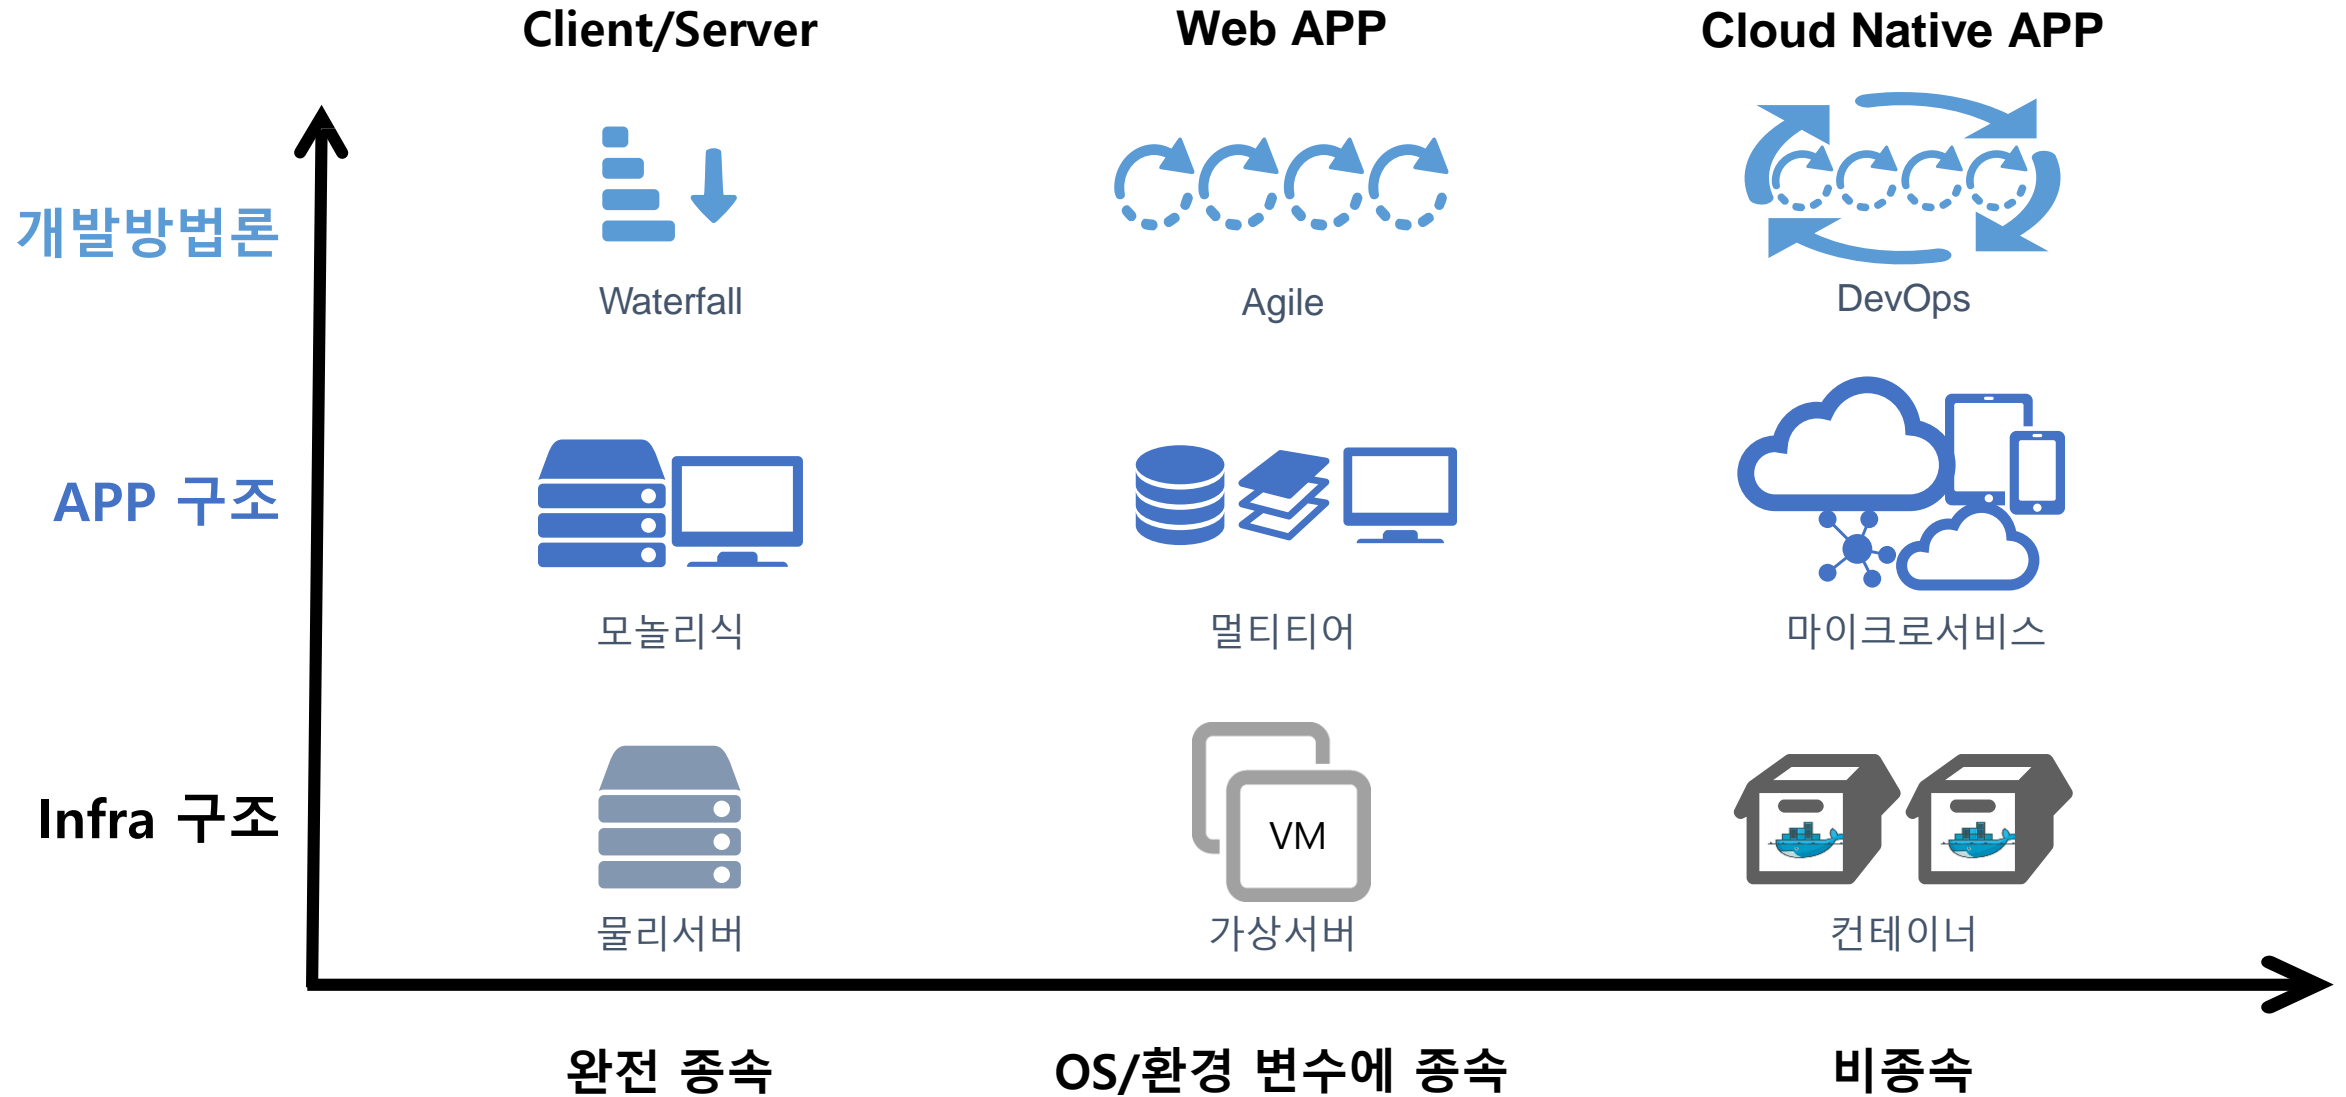 Client/Server
Web APP
Cloud Native APP
개발방법론
Waterfall
Agile
DevOps
APP 구조
모놀리식
멀티티어
마이크로서비스
Infra 구조
VM
물리서버
가상서버
컨테이너
완전 종속
OS/환경 변수에 종속
비종속